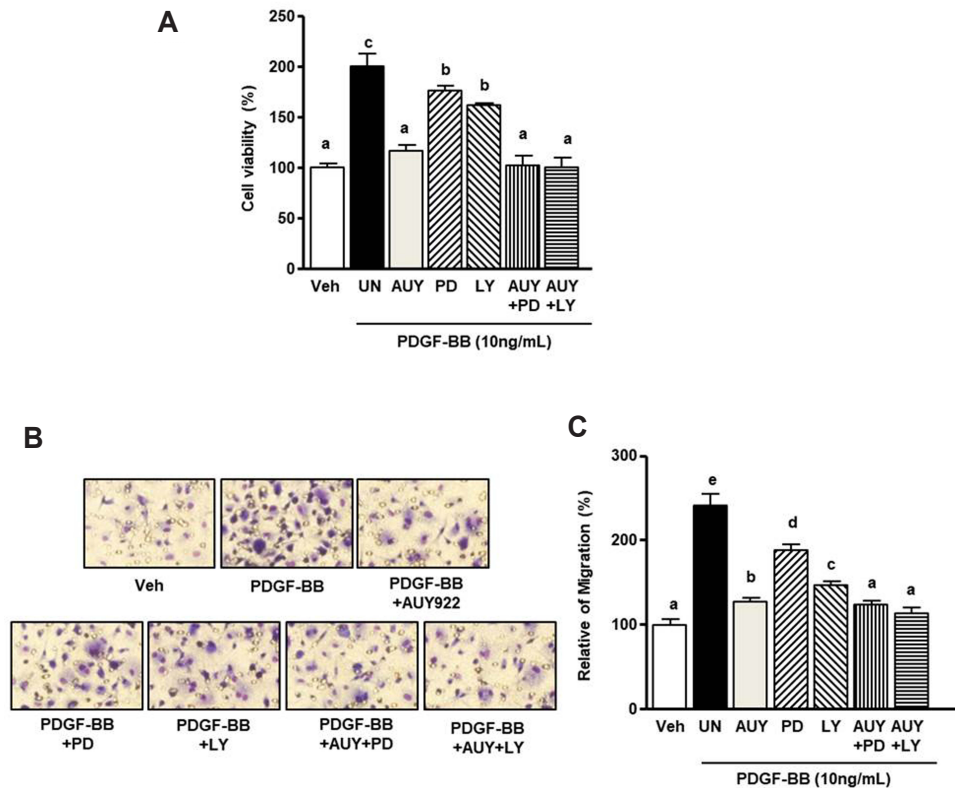 A
250
200
150
100
50
0
Cell viability (%)
a
c
a
b
b
a
a
Veh UN AUY PD LY AUY AUY
+PD +LY
PDGF-BB (10ng/mL)
B
Veh
PDGF-BB
PDGF-BB
+AUY922
PDGF-BB
+PD
PDGF-BB
+LY
PDGF-BB
+AUY+PD
PDGF-BB
+AUY+LY
C
300
200
100
0
Relative of Migration (%)
a
e
b
d
c
a
a
Veh UN AUY PD LY AUY AUY
+PD +LY
PDGF-BB (10ng/mL)